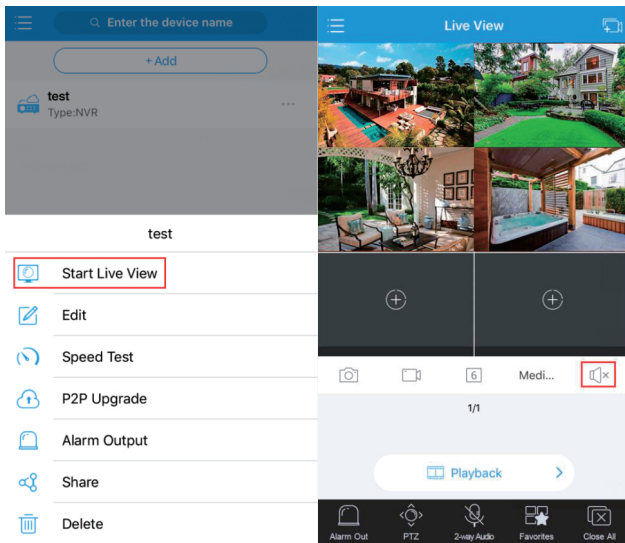 Enter the device name
+ Add
test
Type:NVR
test
Start Live View
Edit
Speed Test
P2P Upgrade
Alarm Output
Share
Delete
Live View
6
Medi...
1/1
Playback
Alarm Out
PTZ
2-way Audio
Favorites
Close All